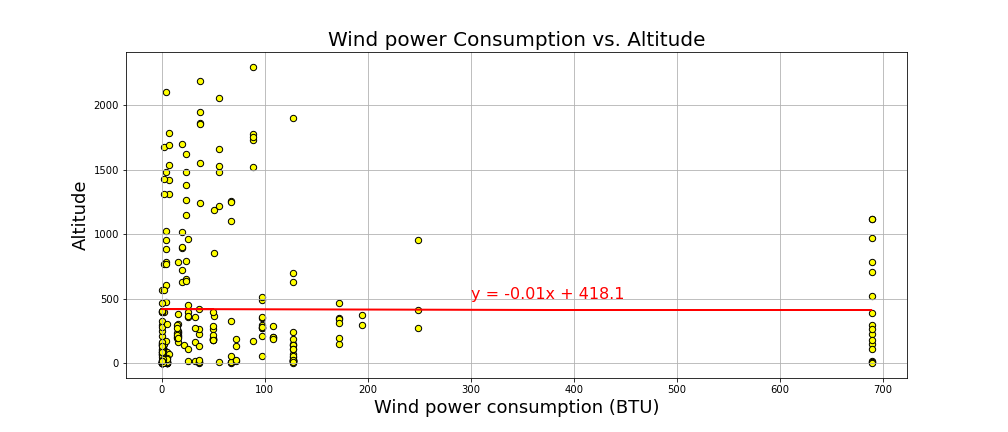 Wind power Consumption vs. Altitude
Altitude
2000
1500
1000
500
0
y = -0.01x + 418.1
0 100 200 300 400 500 600 700
Wind power consumption (BTU)